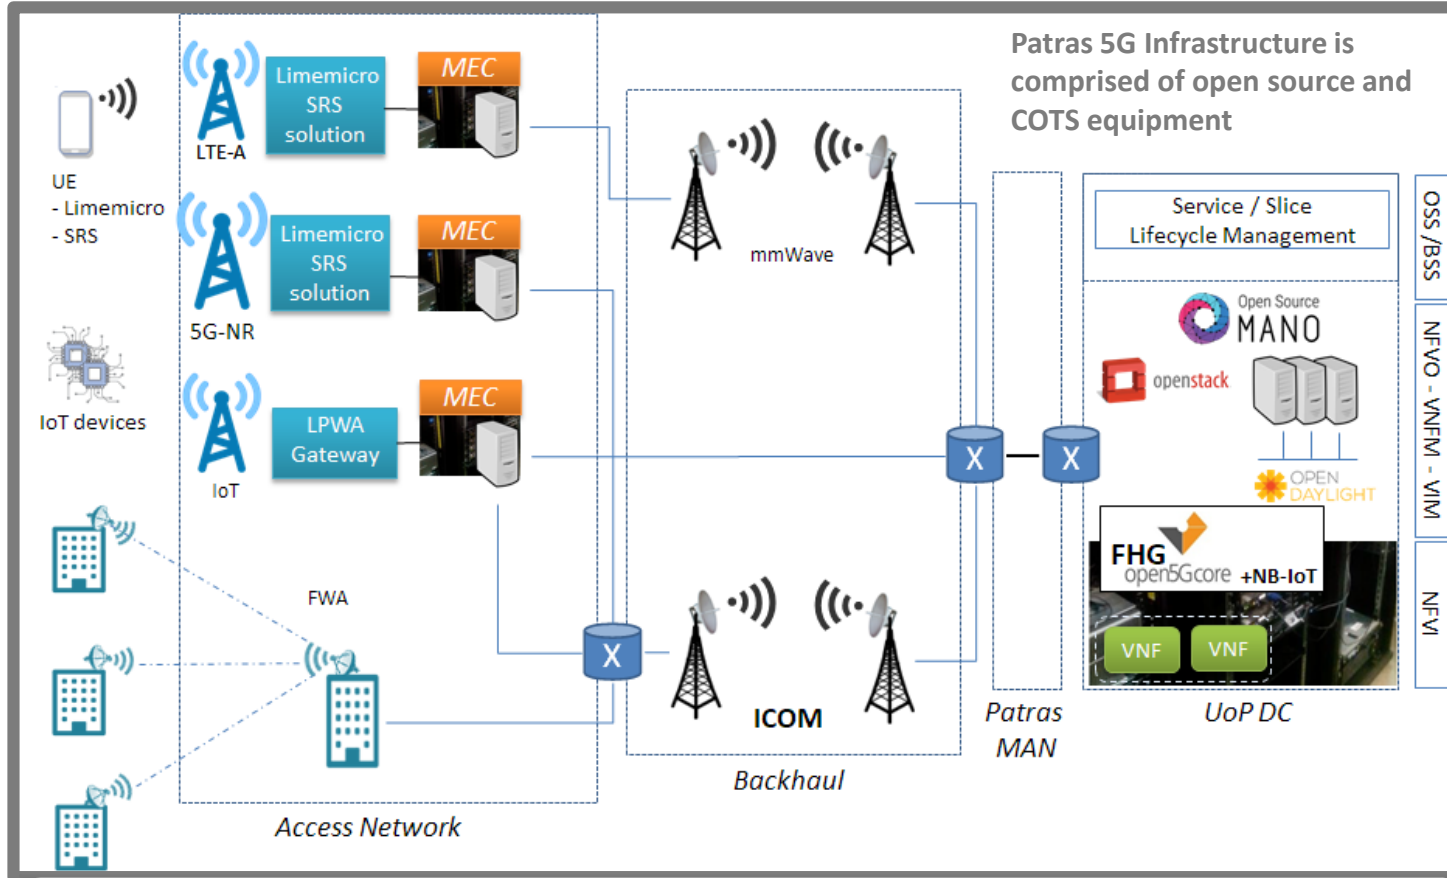 Patras 5G Infrastructure is
comprised of open source and
COTS equipment
UE
- Limemicro
- SRS
IoT devices
LTE-A
Limemicro
SRS
solution
MEC
5G-NR
Limemicro
SRS
solution
MEC
IoT
LPWA
Gateway
MEC
FWA
X
Access Network
mmWave
ICOM
Backhaul
X
X
Patras
MAN
Service / Slice
Lifecycle Management
Open Source
MANO
openstack
OPEN
DAYLIGHT
FHG
open5Gcore +NB-IoT
VNF
VNF
UoP DC
OSS /BSS
NFVO - VNFM - VIM
NFVI